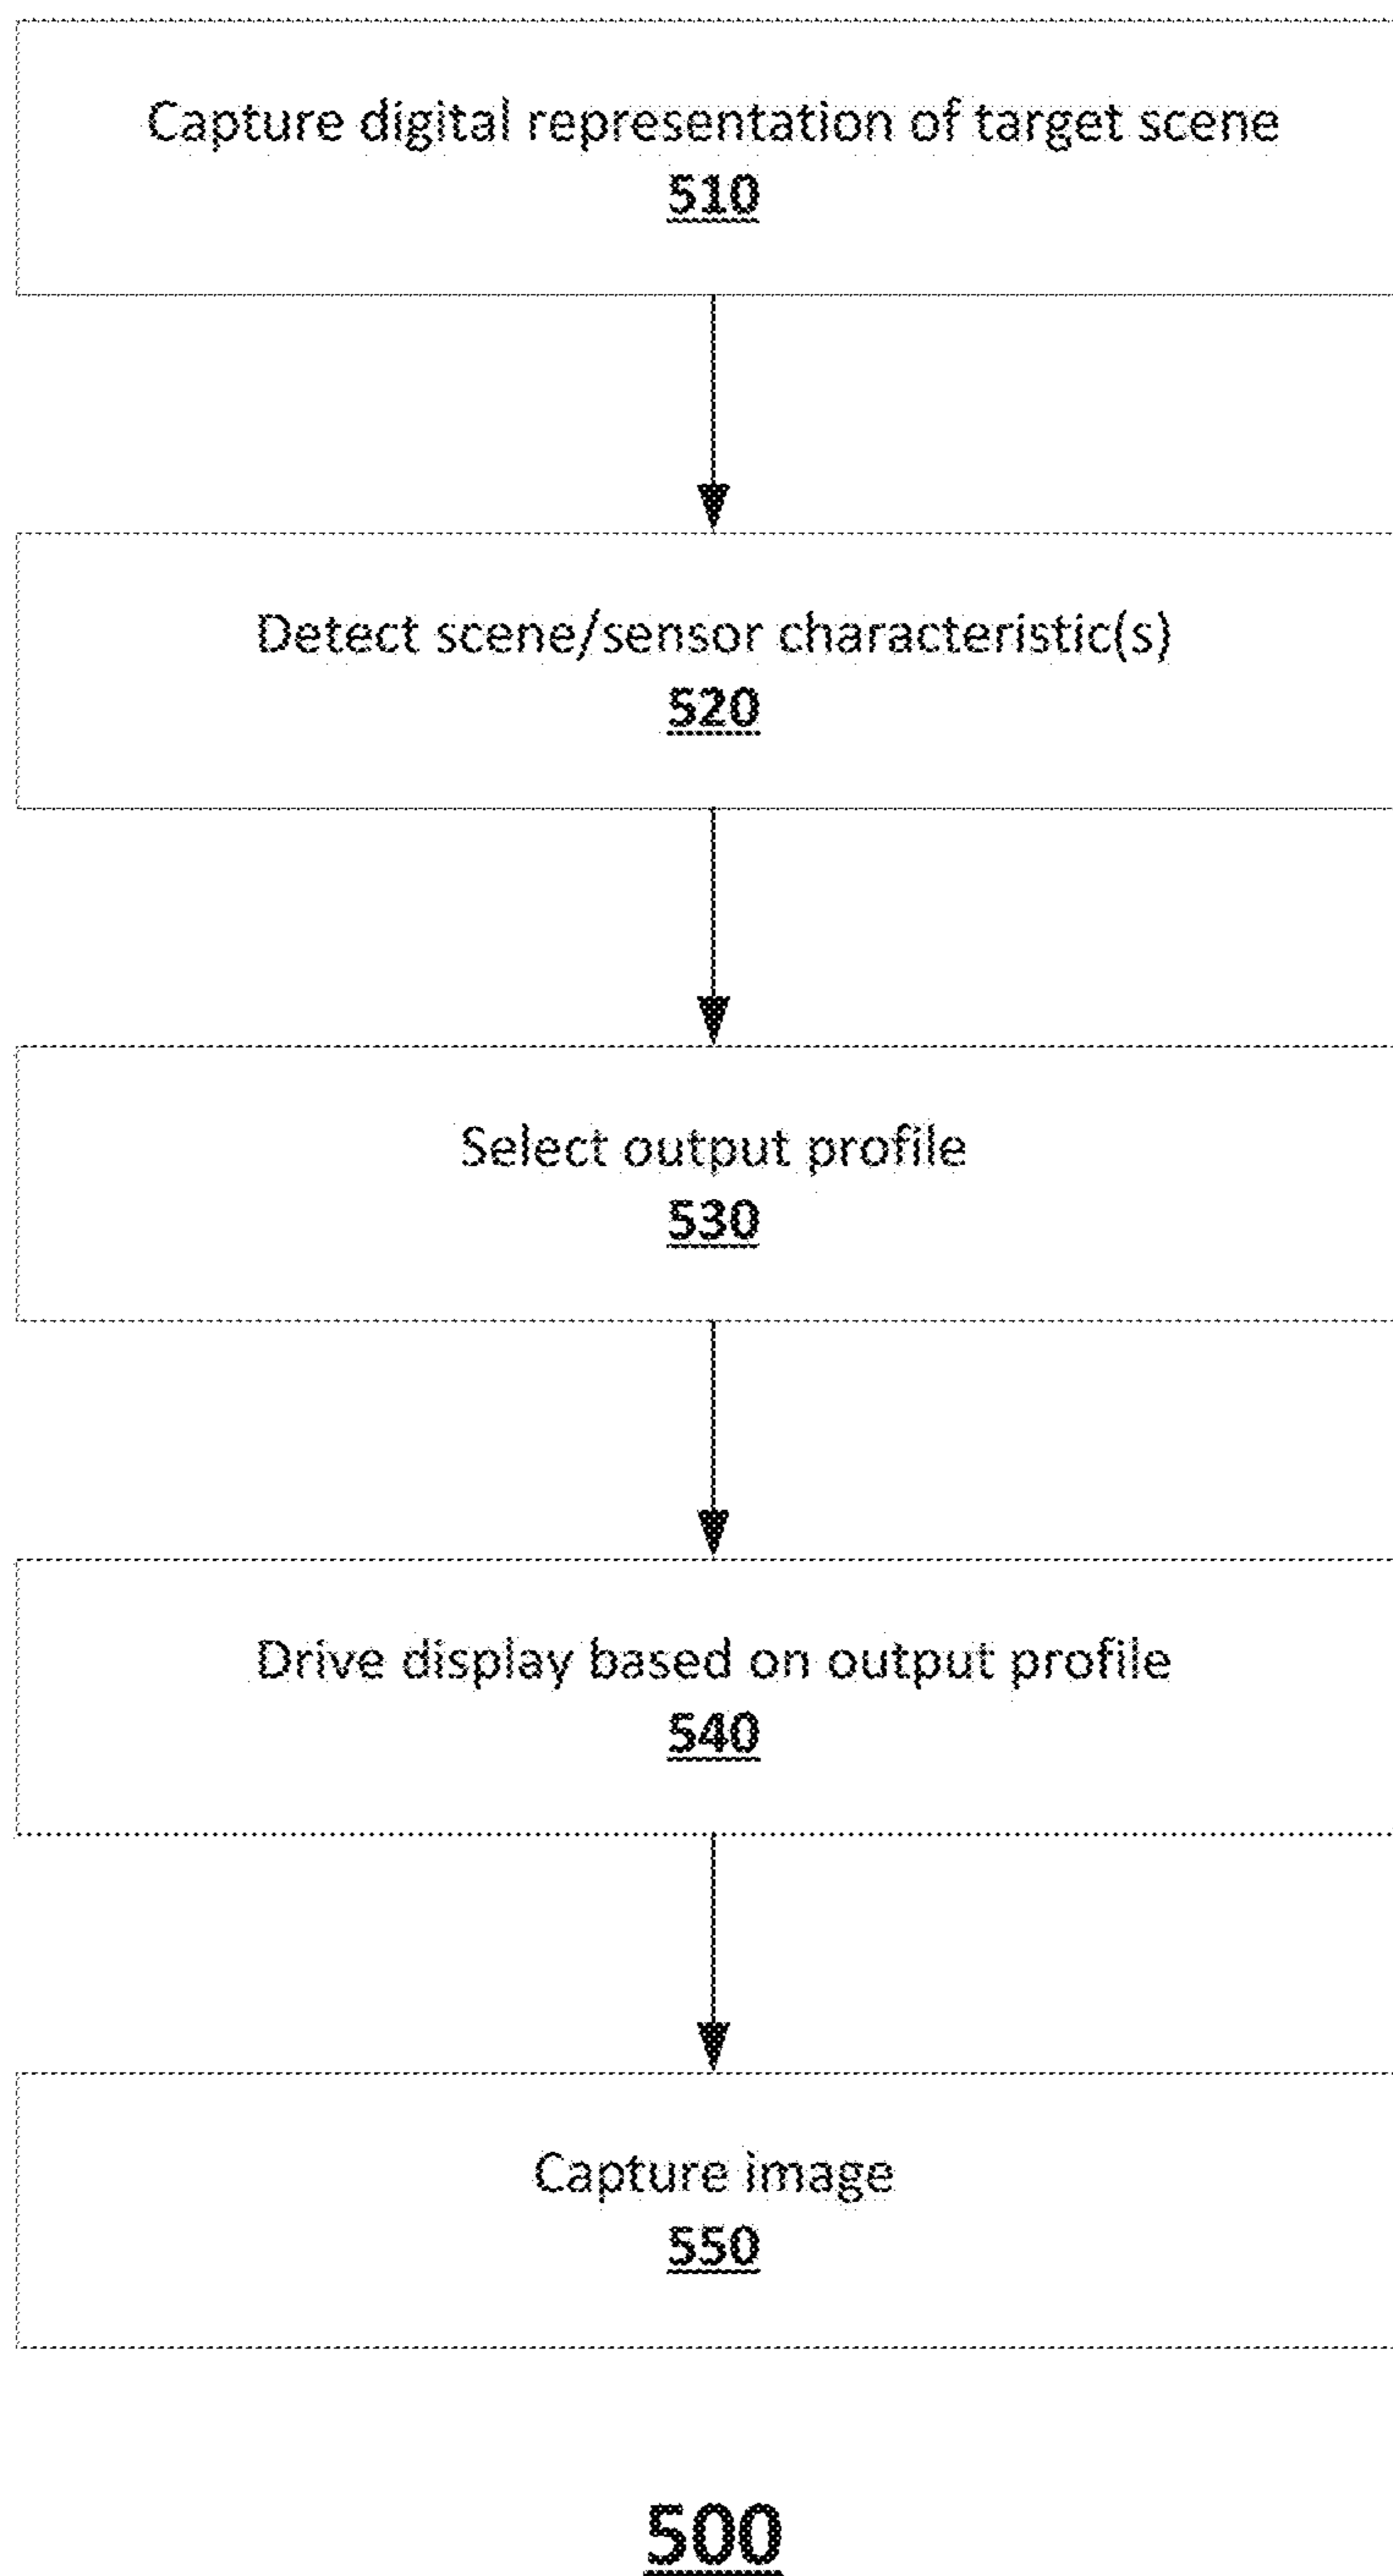 Capture digital representation of target scene
510
Detect scene/sensor characteristic(s)
520
Select output profile
530
Drive display based on output profile
540
Capture image
550
500